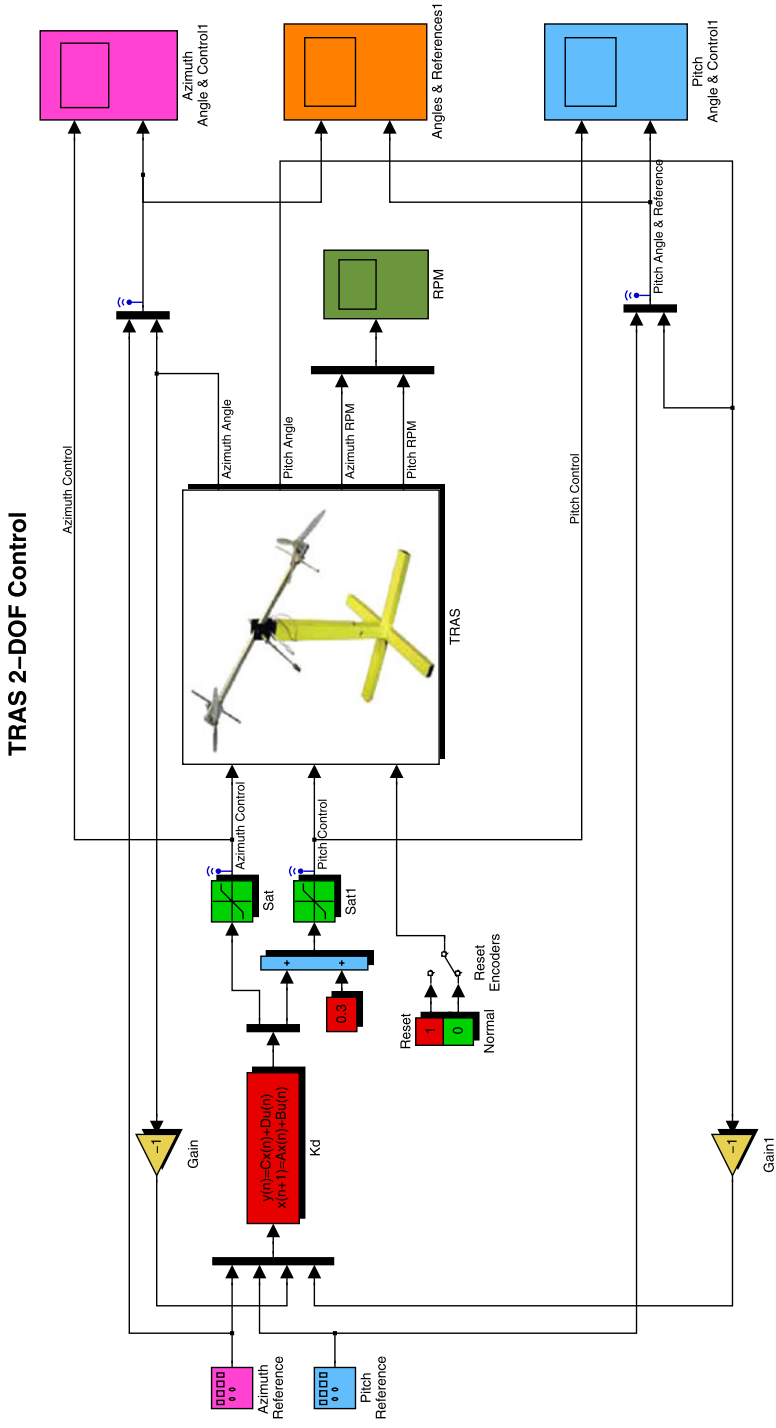 TRAS 2−DOF Control
Azimuth
Reference
Pitch
Reference
Gain
−1
y(n)=Cx(n)+Du(n)
x(n+1)=Ax(n)+Bu(n)
Kd
Gain1
−1
0.3
+
+
Reset
1
0
Normal
Reset
Encoders
Sat
Sat1
Azimuth Control
Pitch Control
Azimuth Control
Pitch Control
TRAS
Azimuth Angle
Pitch Angle
Azimuth RPM
Pitch RPM
RPM
Pitch Angle & Reference
Azimuth
Angle & Control1
Angles & References1
Pitch
Angle & Control1